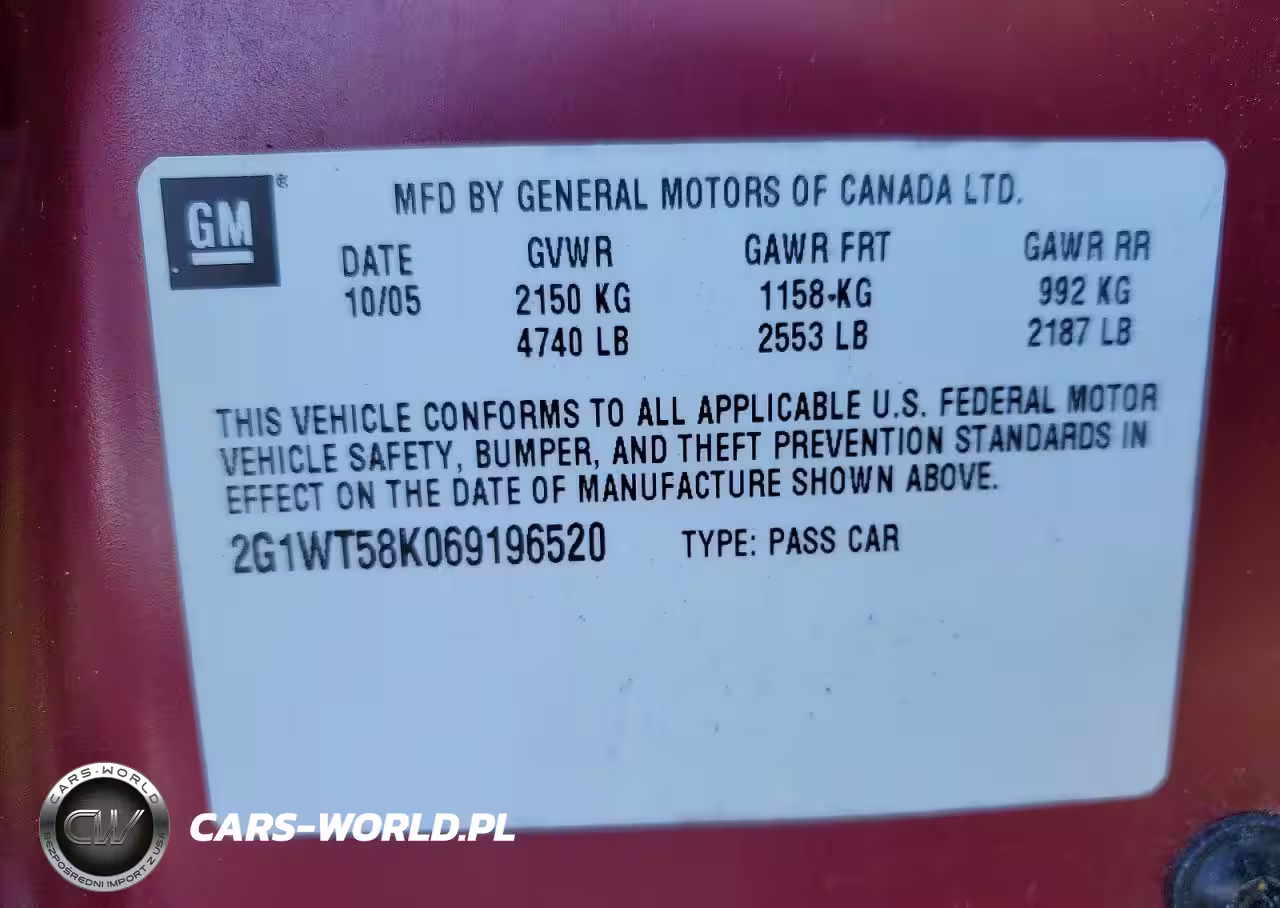 GM ®
MFD BY GENERAL MOTORS OF CANADA LTD.
DATE GVWR GAWR FRT GAWR RR
10/05 2150 KG 1158-KG 992 KG
4740 LB 2553 LB 2187 LB
THIS VEHICLE CONFORMS TO ALL APPLICABLE U.S. FEDERAL MOTOR
VEHICLE SAFETY, BUMPER, AND THEFT PREVENTION STANDARDS IN
EFFECT ON THE DATE OF MANUFACTURE SHOWN ABOVE.
2G1WT58K069196520 TYPE: PASS CAR
CARS-WORLD
CW
BEZPOŚREDNI IMPORT Z USA
CARS-WORLD.PL